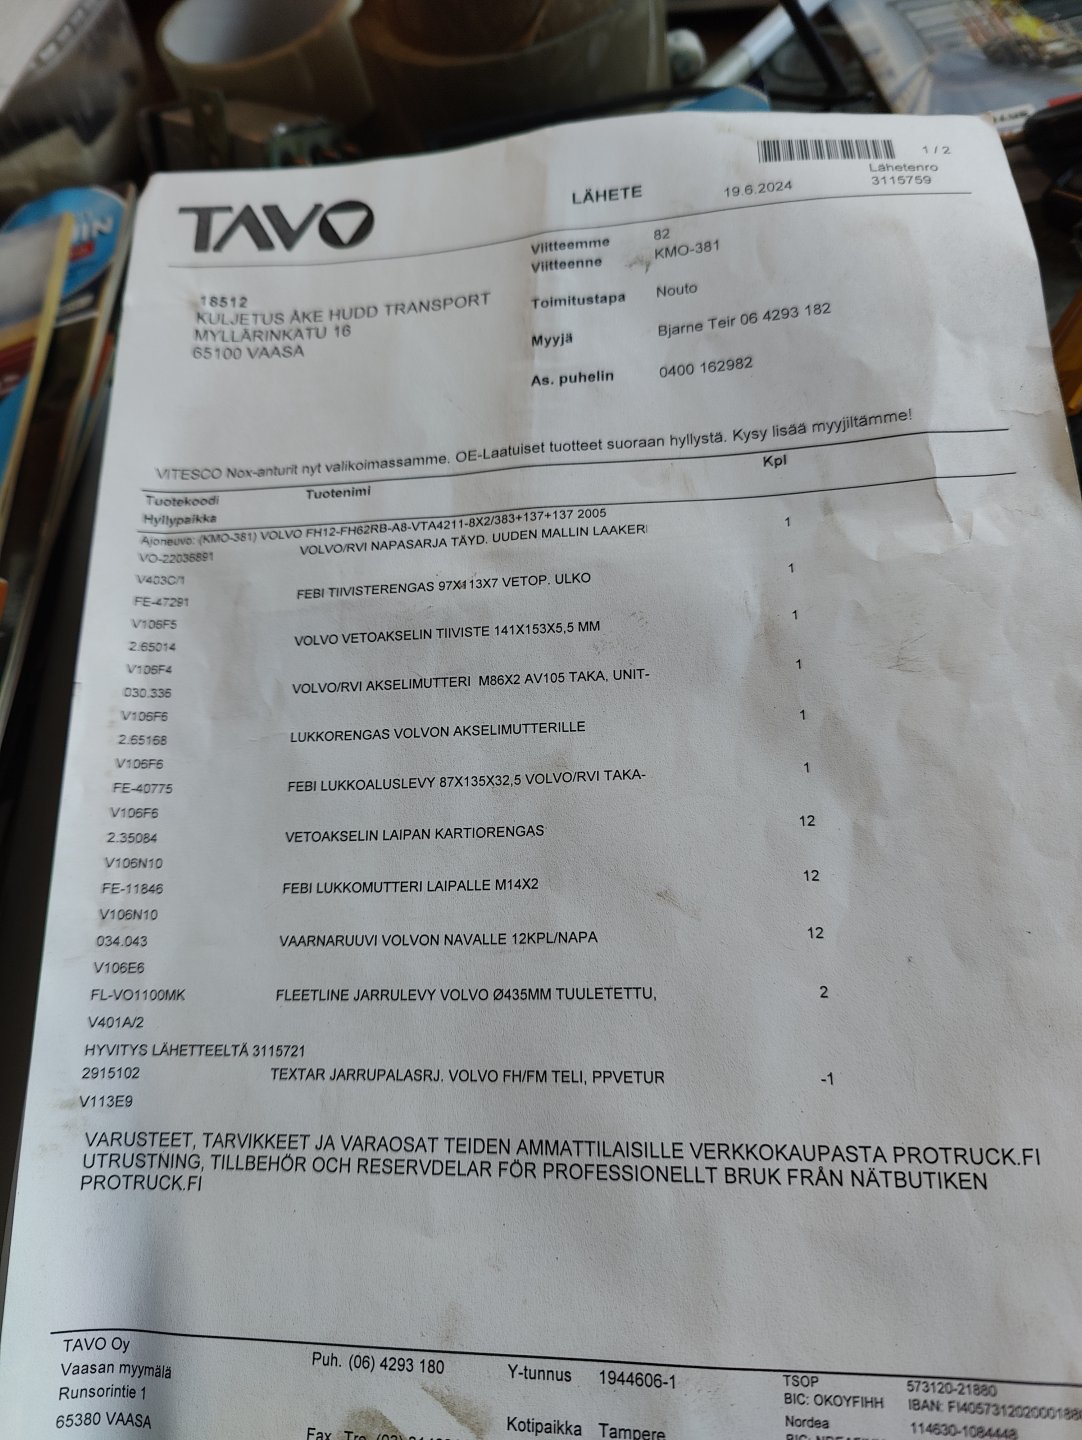 1 / 2
Lähetenro
3115759
LÄHETE
19.6.2024
TAVO
Viitteemme 82
Viitteenne KMO-381
Toimitustapa Nouto
Myyjä Bjarne Teir 06 4293 182
As. puhelin 0400 162982
18512
KULJETUS ÅKE HUDD TRANSPORT
MYLLÄRINKATU 16
65100 VAASA
VITESCO Nox-anturit nyt valikoimassamme. OE-Laatuiset tuotteet suoraan hyllystä. Kysy lisää myyjiltämme!
Tuotekoodi Tuotenimi Kpl
Hyllypaikka
Ajoneuvo: (KMO-381) VOLVO FH12-FH62RB-A8-VTA4211-8X2/383+137+137 2005
VO-22036891 VOLVO/RVI NAPASARJA TÄYD. UUDEN MALLIN LAAKERI 1
V403C/1
FE-47291 FEBI TIIVISTERENGAS 97X113X7 VETOP. ULKO 1
V106F5
2.65014 VOLVO VETOAKSELIN TIIVISTE 141X153X5,5 MM 1
V106F4
030.336 VOLVO/RVI AKSELIMUTTERI M86X2 AV105 TAKA, UNIT- 1
V106F6
2.65168 LUKKORENGAS VOLVON AKSELIMUTTERILLE 1
V106F6
FE-40775 FEBI LUKKOALUSLEVY 87X135X32,5 VOLVO/RVI TAKA- 1
V106F6
2.35084 VETOAKSELIN LAIPAN KARTIORENGAS 12
V106N10
FE-11846 FEBI LUKKOMUTTERI LAIPALLE M14X2 12
V106N10
034.043 VAARNARUUVI VOLVON NAVALLE 12KPL/NAPA 12
V106E6
FL-VO1100MK FLEETLINE JARRULEVY VOLVO Ø435MM TUULETETTU, 2
V401A/2
HYVITYS LÄHETTEELTÄ 3115721
2915102 TEXTAR JARRUPALASRJ. VOLVO FH/FM TELI, PPVETUR -1
V113E9
VARUSTEET, TARVIKKEET JA VARAOSAT TEIDEN AMMATTILAISILLE VERKKOKAUPASTA PROTRUCK.FI
UTRUSTNING, TILLBEHÖR OCH RESERVDELAR FÖR PROFESSIONELLT BRUK FRÅN NÄTBUTIKEN
PROTRUCK.FI
TAVO Oy
Vaasan myymälä
Runsorintie 1
65380 VAASA
Puh. (06) 4293 180
Fax. Tre
Y-tunnus 1944606-1
Kotipaikka Tampere
TSOP 573120-21880
BIC: OKOYFIHH IBAN:
Nordea 114630-1084448